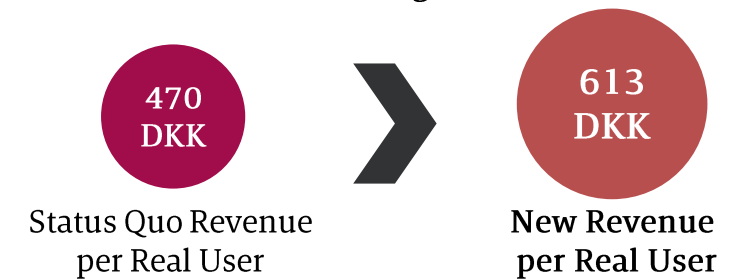 470
DKK
613
DKK
Status Quo Revenue
per Real User
New Revenue
per Real User